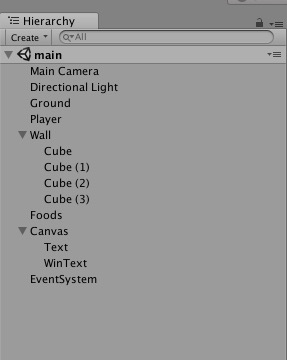 Hierarchy
Create All
main
Main Camera
Directional Light
Ground
Player
Wall
Cube
Cube (1)
Cube (2)
Cube (3)
Foods
Canvas
Text
WinText
EventSystem